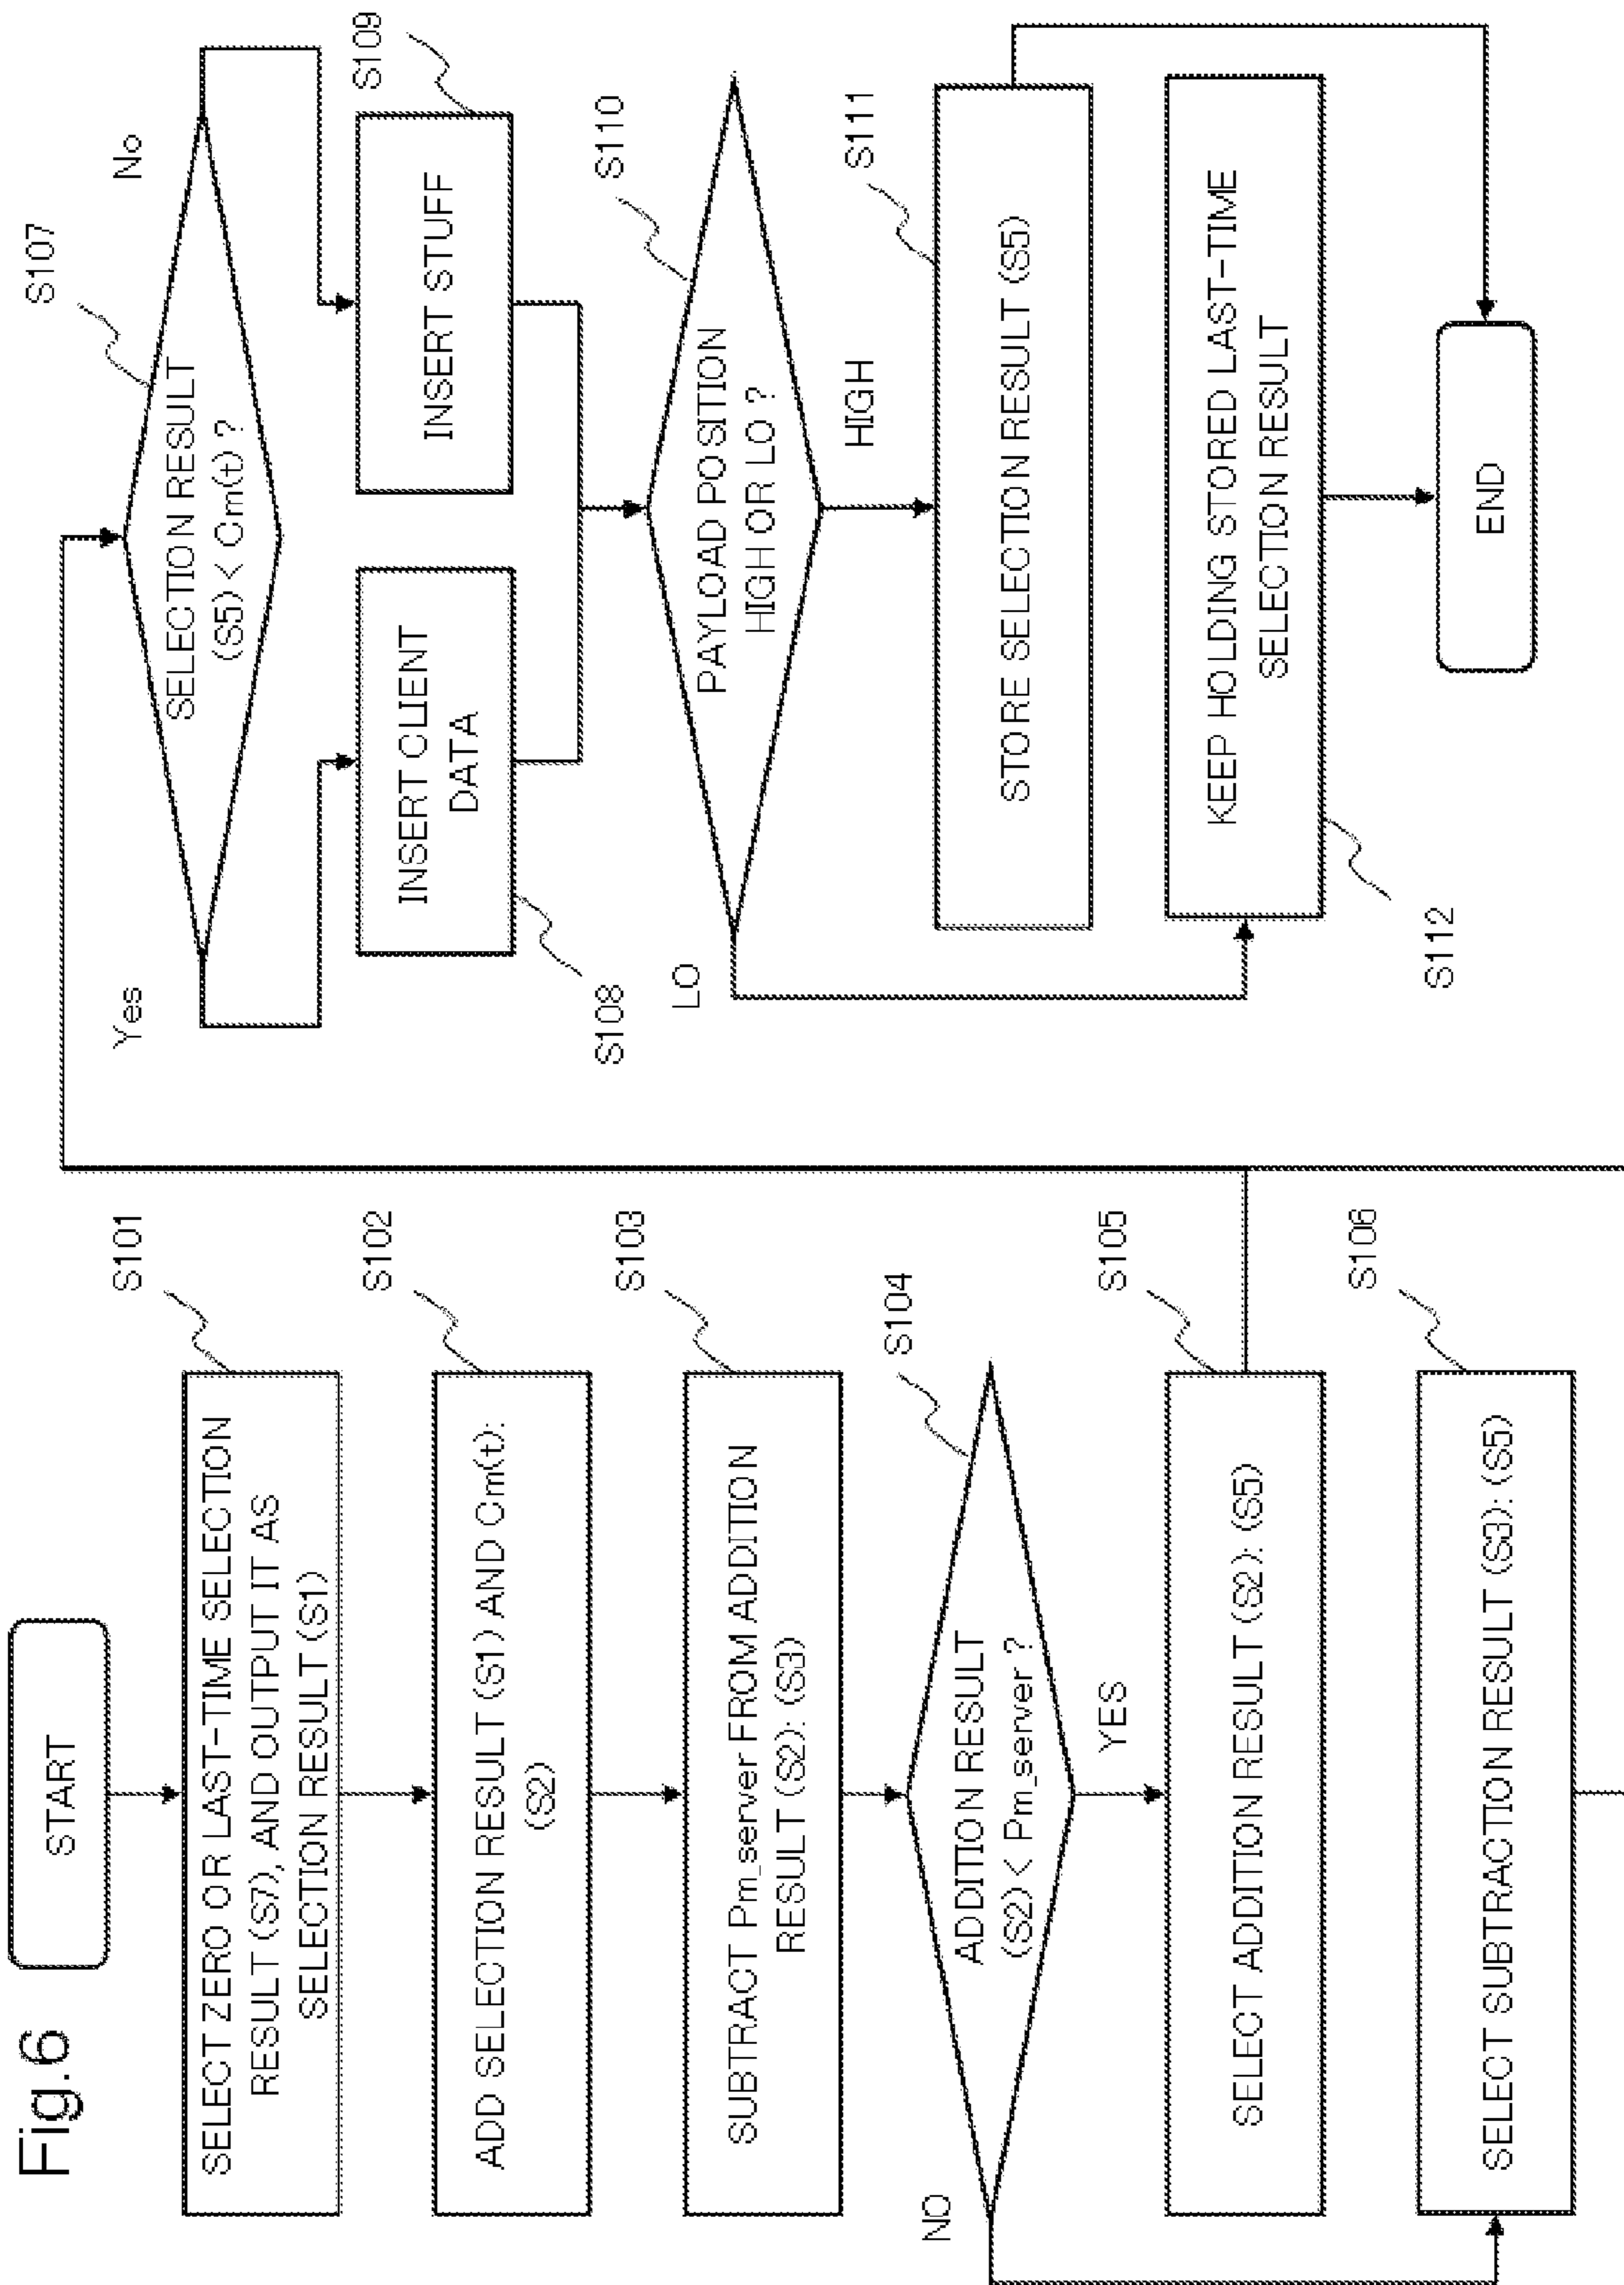 Fig.6
START
SELECT ZERO OR LAST-TIME SELECTION
RESULT (S7), AND OUTPUT IT AS
SELECTION RESULT (S1)
S101
ADD SELECTION RESULT (S1) AND Cm(t):
(S2)
S102
SUBTRACT Pm_server FROM ADDITION
RESULT (S2): (S3)
S103
ADDITION RESULT
(S2) < Pm_server ?
S104
NO
YES
SELECT ADDITION RESULT (S2): (S5)
S105
SELECT SUBTRACTION RESULT (S3): (S5)
S106
SELECTION RESULT
(S5) < Cm(t) ?
S107
Yes
No
INSERT CLIENT
DATA
S108
INSERT STUFF
S109
PAYLOAD POSITION
HIGH OR LO ?
S110
LO
HIGH
STORE SELECTION RESULT (S5)
S111
KEEP HOLDING STORED LAST-TIME
SELECTION RESULT
S112
END